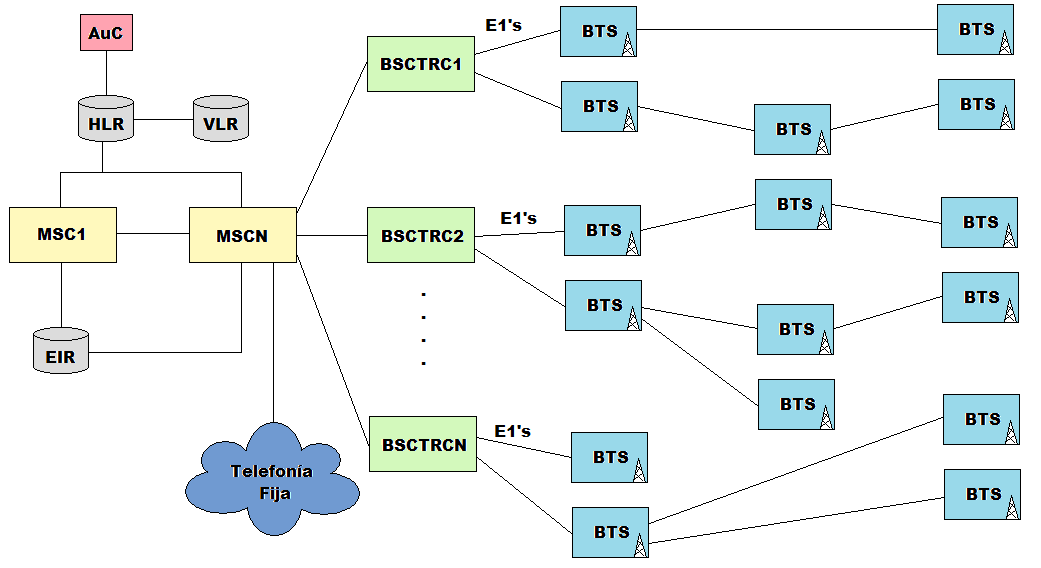 AuC
HLR
VLR
MSC1
MSCN
EIR
Telefonía
Fija
BSCTRC1
E1's
BTS
BTS
BTS
BTS
BTS
BSCTRC2
E1's
BTS
BTS
BTS
BTS
BTS
BTS
BTS
BSCTRCN
E1's
BTS
BTS
BTS
BTS